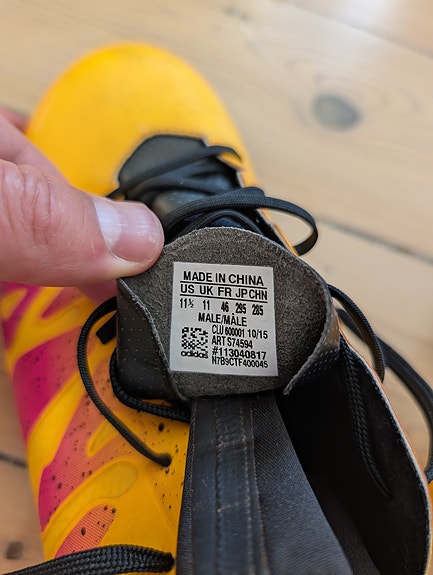 MADE IN CHINA
US UK FR JP CHN
11½ 11 46 295 285
MALE/MÂLE
CLU 600001 10/15
ART S74594
#113040817
N7B9CTF400045
adidas